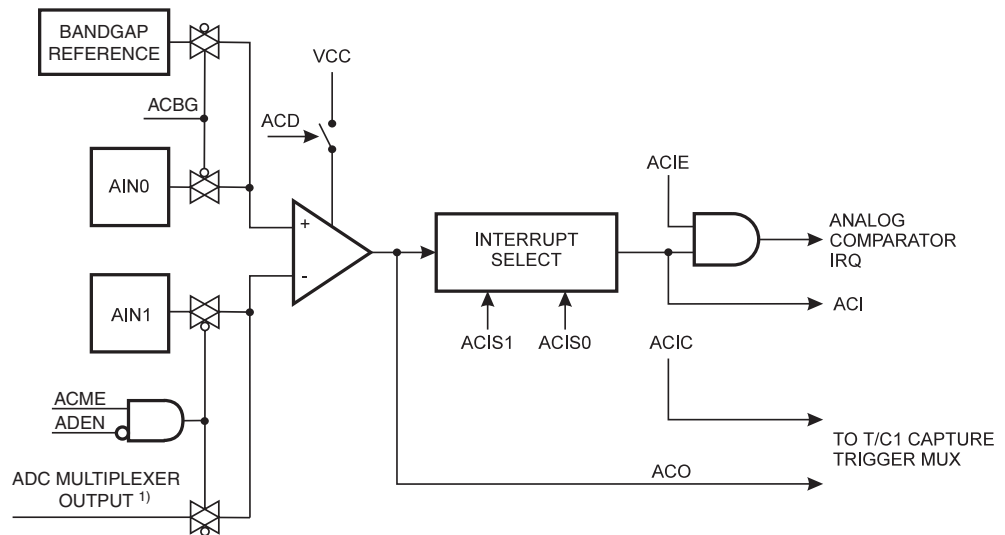 BANDGAP
REFERENCE
VCC
ACBG
ACD
AIN0
ACIE
+
-
INTERRUPT
SELECT
ANALOG
COMPARATOR
IRQ
AIN1
ACI
ACIS1
ACIS0
ACIC
ACME
ADEN
TO T/C1 CAPTURE
TRIGGER MUX
ADC MULTIPLEXER
OUTPUT 1)
ACO